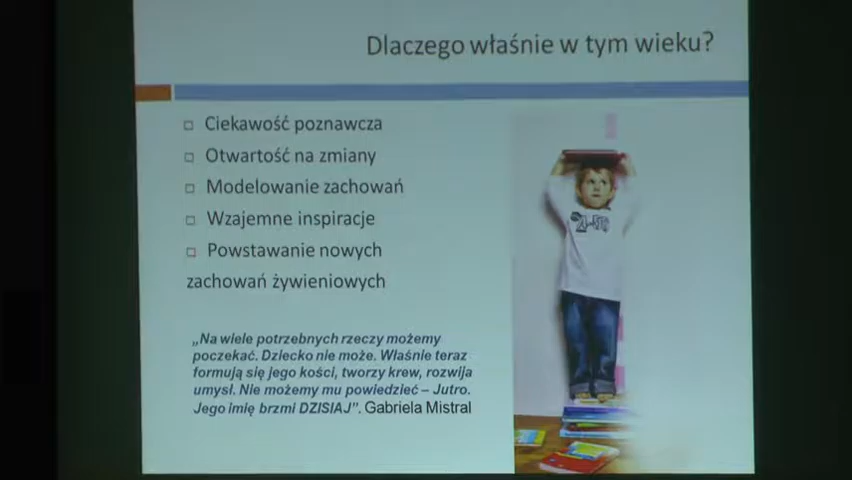 Dlaczego właśnie w tym wieku?
Ciekawość poznawcza
Otwartość na zmiany
Modelowanie zachowań
Wzajemne inspiracje
Powstawanie nowych
zachowań żywieniowych
„Na wiele potrzebnych rzeczy możemy
poczekać. Dziecko nie może. Właśnie teraz
formują się jego kości, tworzy krew, rozwija
umysł. Nie możemy mu powiedzieć – Jutro.
Jego imię brzmi DZISIAJ”. Gabriela Mistral